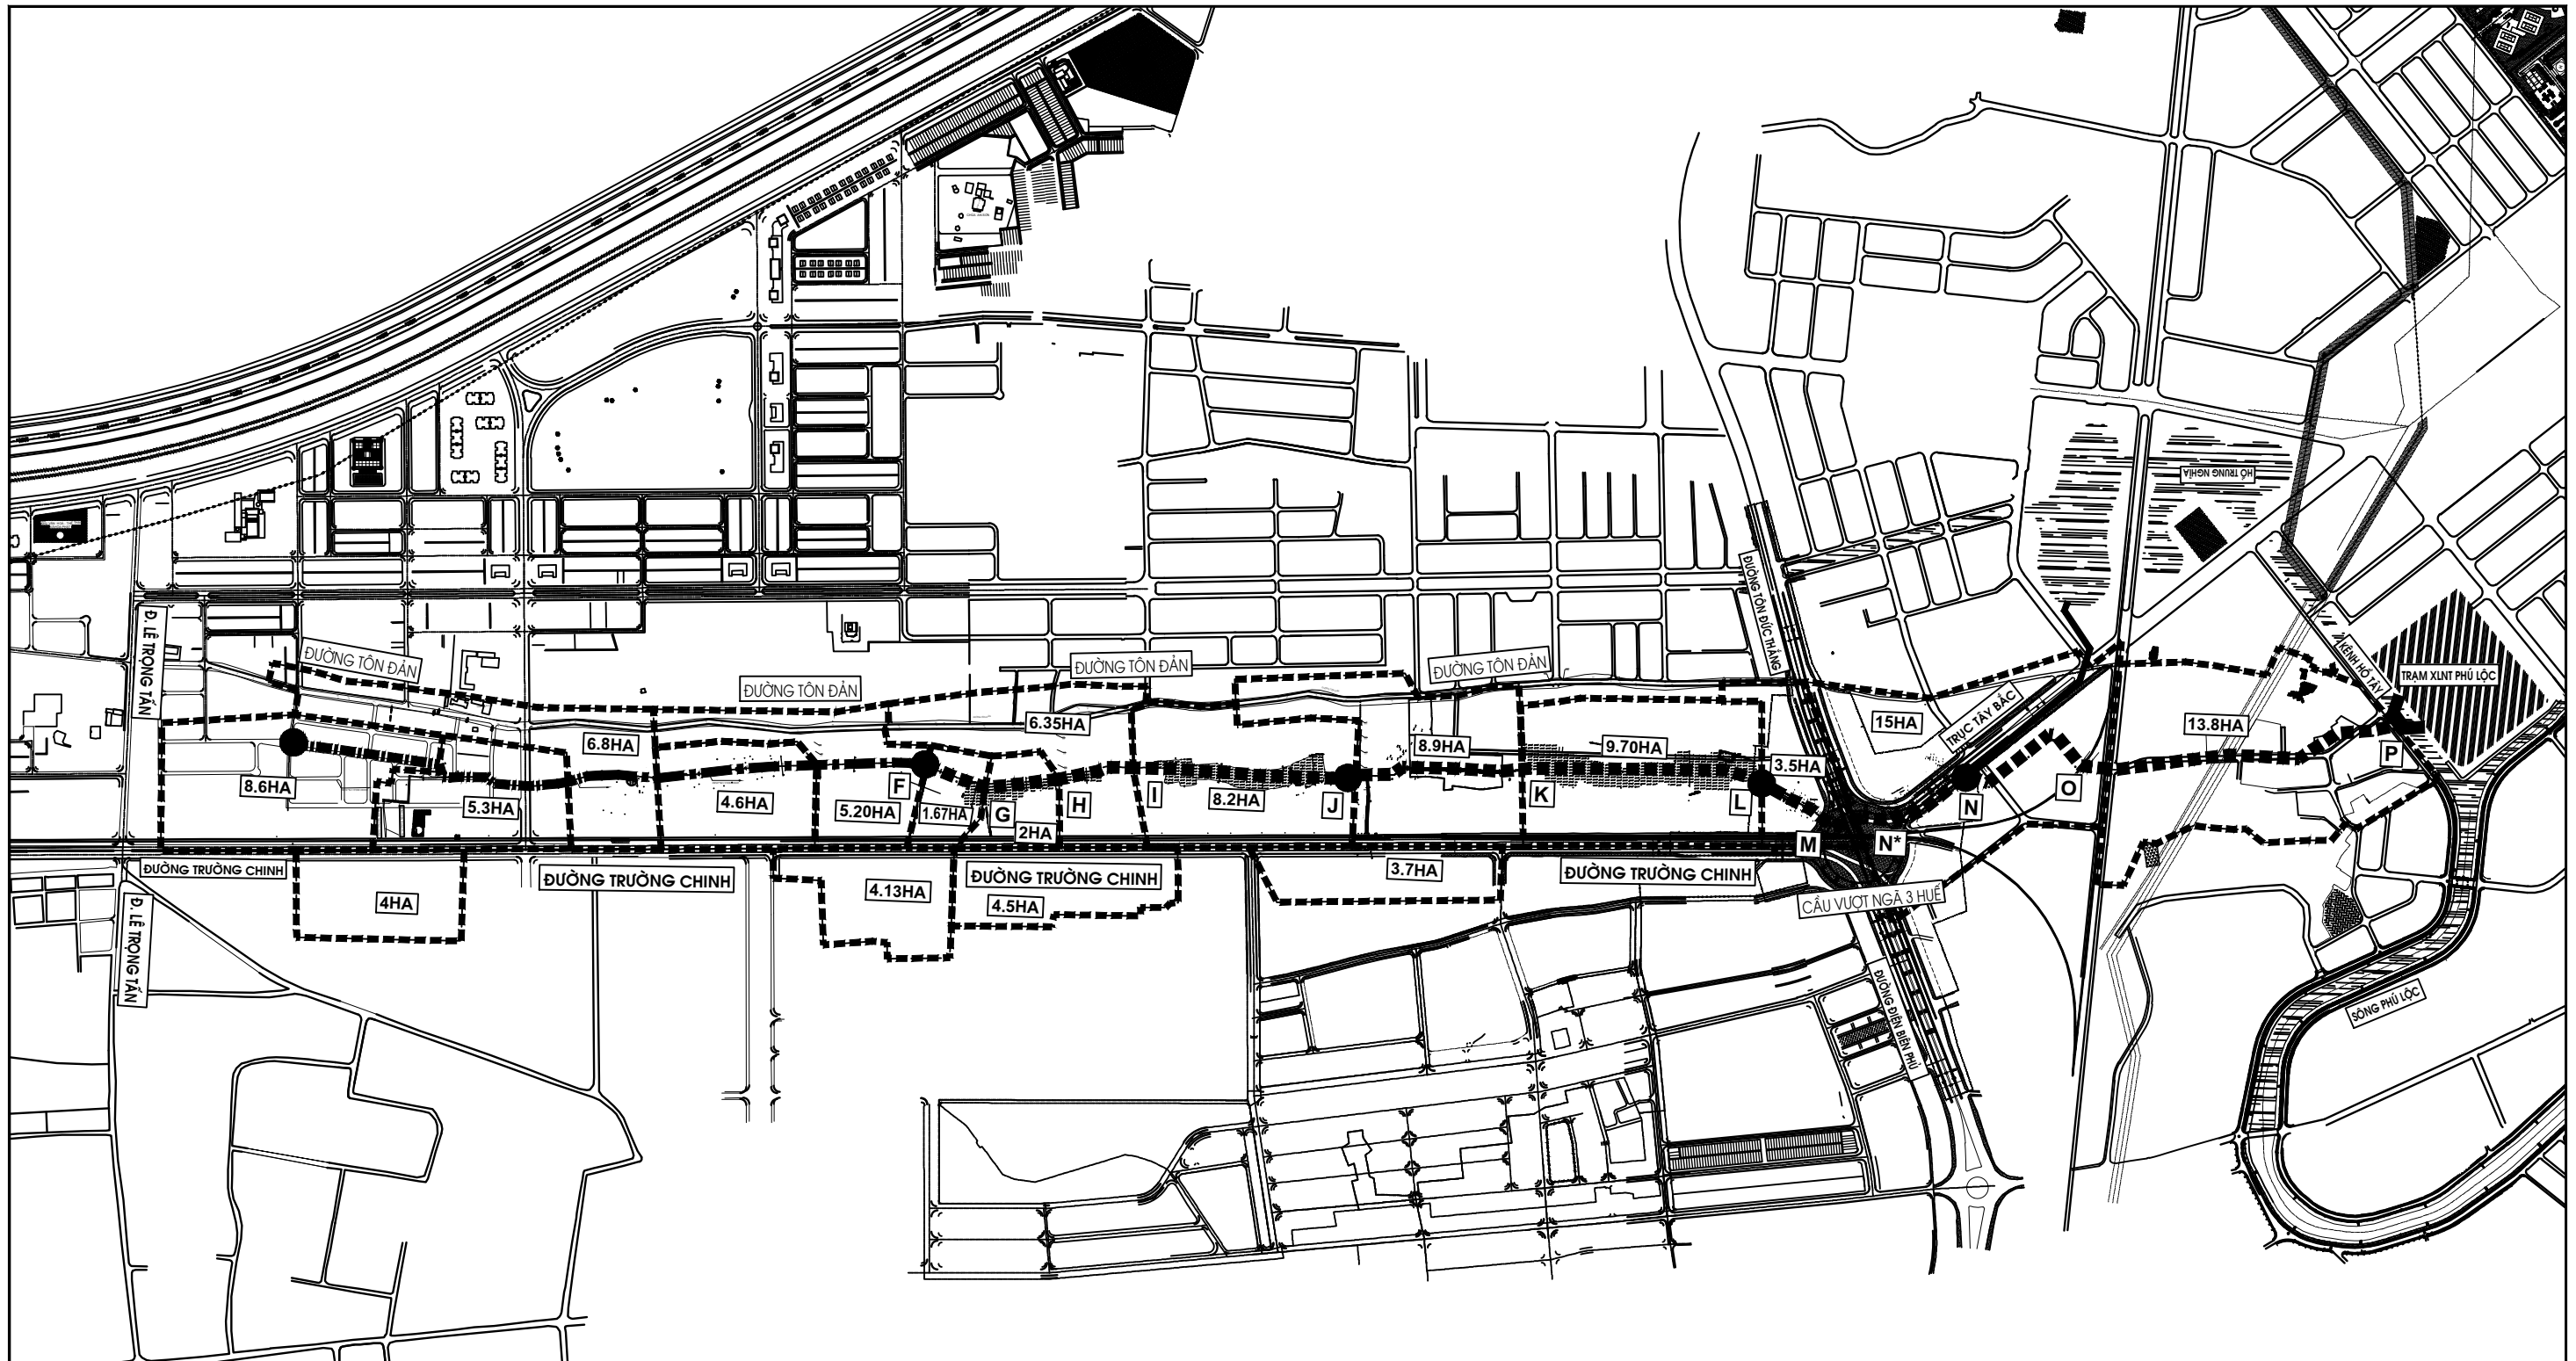 HỒ TRUNG NGHĨA
ĐƯỜNG TÔN ĐỨC THẮNG
Đ. LÊ TRỌNG TẤN
ĐƯỜNG TÔN ĐẢN
ĐƯỜNG TÔN ĐẢN
ĐƯỜNG TÔN ĐẢN
ĐƯỜNG TÔN ĐẢN
KÊNH HỒ TÂY
TRẠM XLNT PHÚ LỘC
TRỤC TÂY BẮC
6.35HA
15HA
13.8HA
6.8HA
8.9HA
9.70HA
3.5HA
P
8.6HA
5.3HA
4.6HA
5.20HA
F
1.67HA
G
2HA
H
I
8.2HA
J
K
L
M
N*
N
O
ĐƯỜNG TRƯỜNG CHINH
ĐƯỜNG TRƯỜNG CHINH
ĐƯỜNG TRƯỜNG CHINH
ĐƯỜNG TRƯỜNG CHINH
4HA
4.13HA
4.5HA
3.7HA
CẦU VƯỢT NGÃ 3 HUẾ
Đ. LÊ TRỌNG TẤN
ĐƯỜNG ĐIỆN BIÊN PHỦ
SÔNG PHÚ LỘC